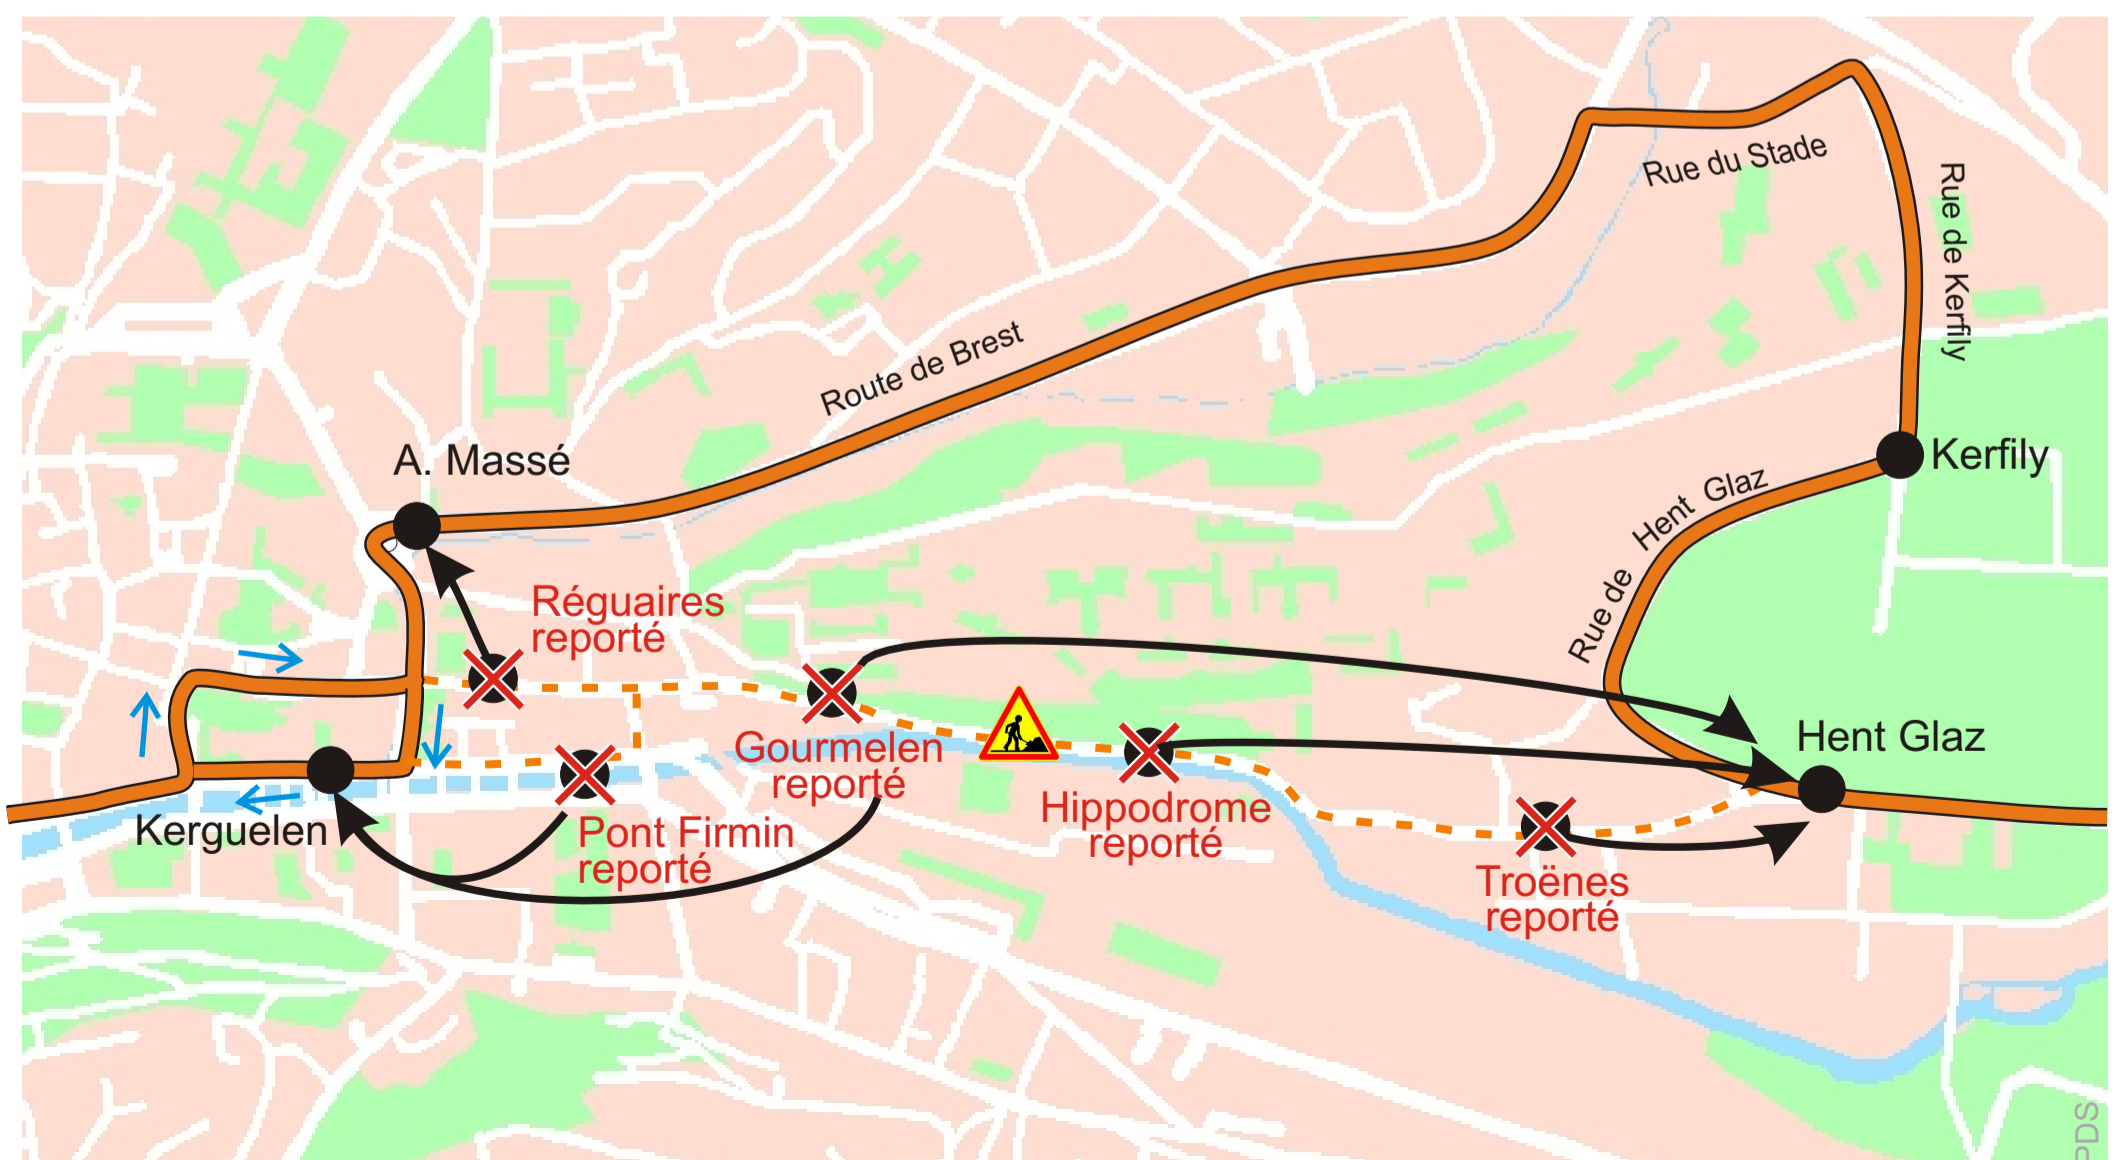 Rue du Stade
Rue de Kerfily
Route de Brest
A. Massé
Kerfily
Rue de Hent Glaz
Réguaires
reporté
Gourmelen
reporté
Hent Glaz
Kerguelen
Pont Firmin
reporté
Hippodrome
reporté
Troënes
reporté
PDS